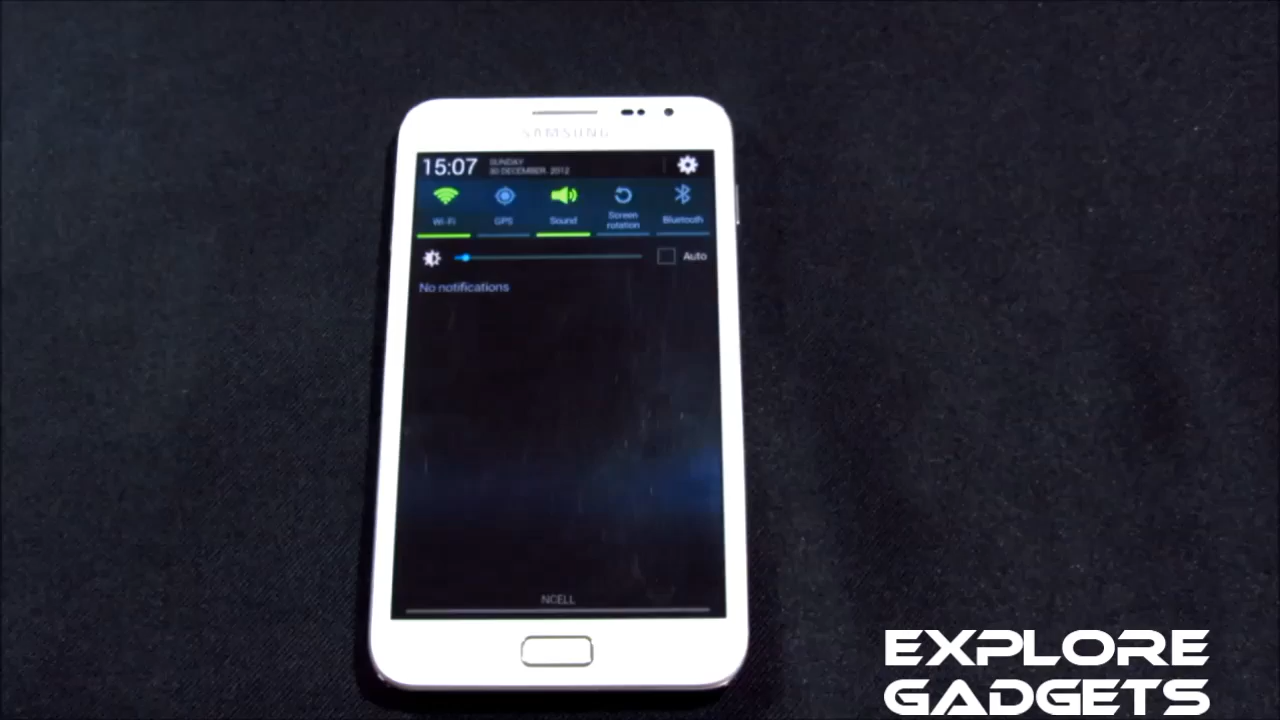 SAMSUNG
15:07 SUNDAY
30 DECEMBER, 2012
Wi-Fi GPS Sound Screen rotation Bluetooth
Auto
No notifications
NCELL
EXPLORE
GADGETS